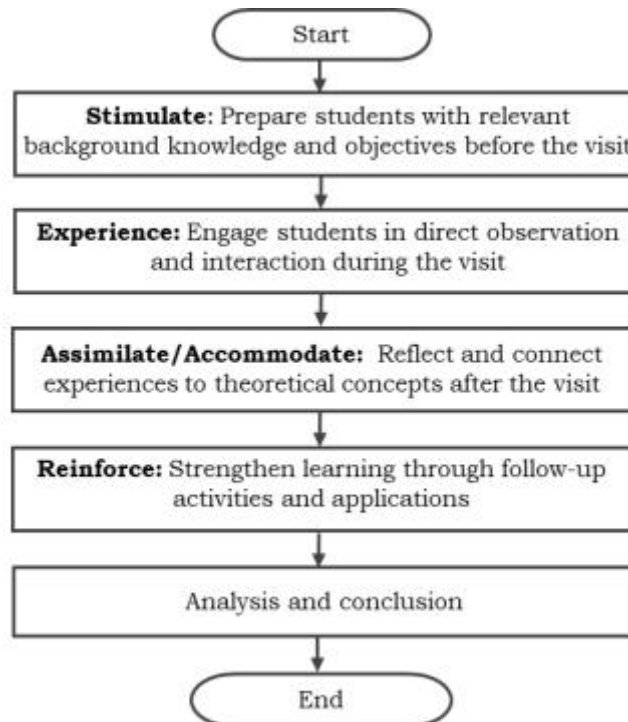 Start
Stimulate: Prepare students with relevant
background knowledge and objectives before the visit
Experience: Engage students in direct observation
and interaction during the visit
Assimilate/Accommodate: Reflect and connect
experiences to theoretical concepts after the visit
Reinforce: Strengthen learning through follow-up
activities and applications
Analysis and conclusion
End